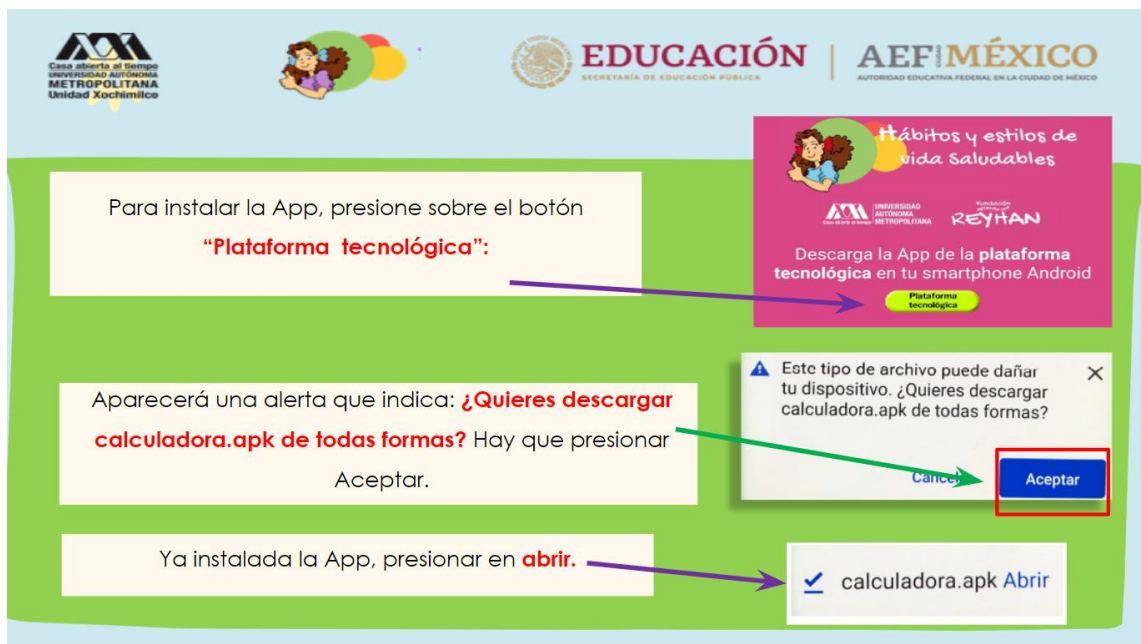 Casa abierta al tiempo
UNIVERSIDAD AUTÓNOMA
METROPOLITANA
Unidad Xochimilco
EDUCACIÓN
SECRETARÍA DE EDUCACIÓN PÚBLICA
AEF MÉXICO
AUTORIDAD EDUCATIVA FEDERAL EN LA CIUDAD DE MÉXICO
Para instalar la App, presione sobre el botón
“Plataforma tecnológica”:
Hábitos y estilos de
vida Saludables
Casa abierta al tiempo
UNIVERSIDAD
AUTÓNOMA
METROPOLITANA
Fundación
REYHAN
Descarga la App de la plataforma
tecnológica en tu smartphone Android
Plataforma
tecnológica
Aparecerá una alerta que indica: ¿Quieres descargar
calculadora.apk de todas formas? Hay que presionar
Aceptar.
Este tipo de archivo puede dañar
tu dispositivo. ¿Quieres descargar
calculadora.apk de todas formas?
Aceptar
Ya instalada la App, presionar en abrir.
calculadora.apk Abrir